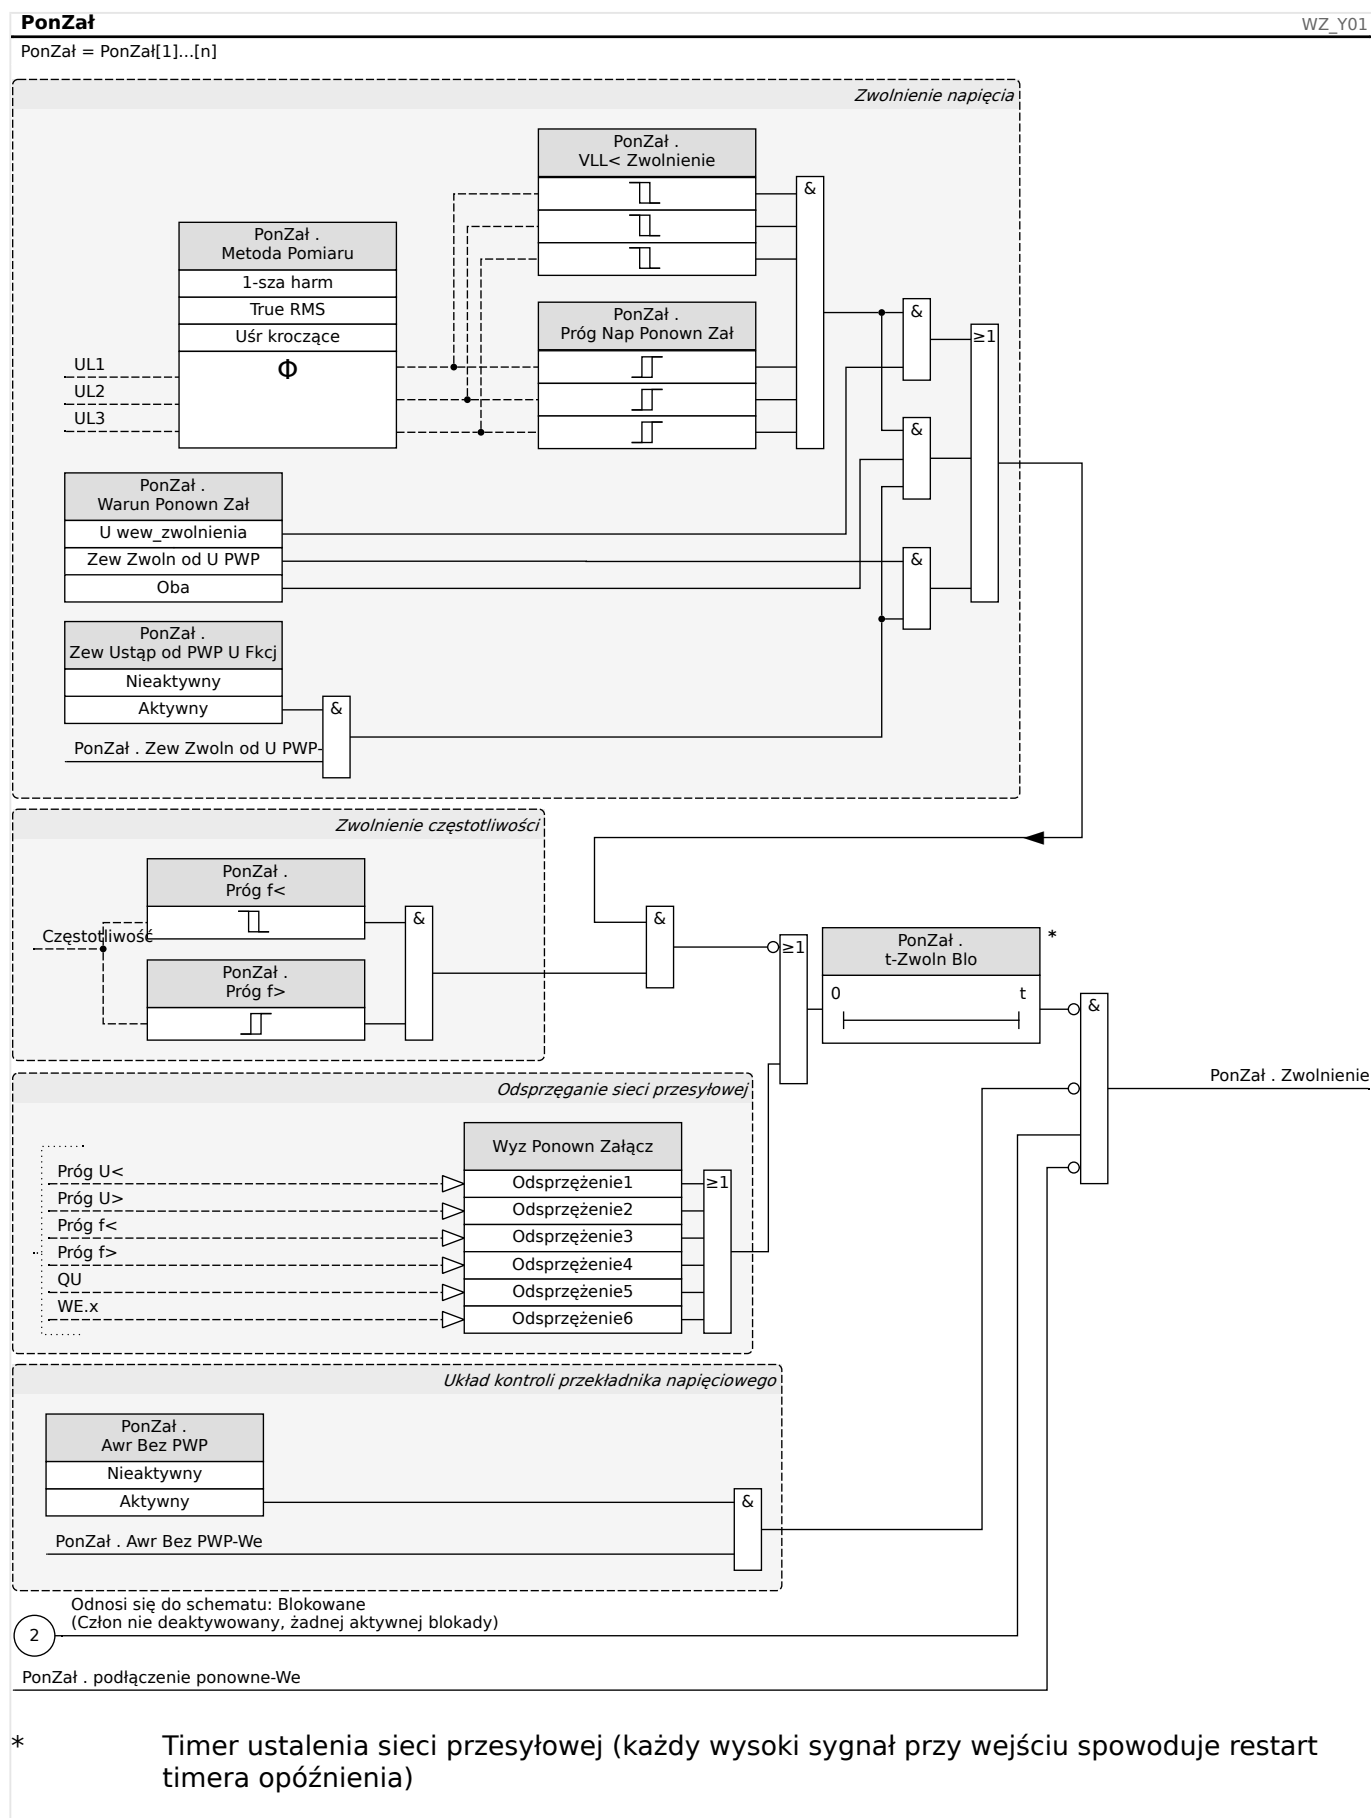 PonZał
WZ_Y01
PonZał = PonZał[1]...[n]
Zwolnienie napięcia
PonZał .
VLL< Zwolnienie
&
PonZał .
Metoda Pomiaru
1-sza harm
True RMS
Uśr kroczące
Φ
UL1
UL2
UL3
PonZał .
Próg Nap Ponown Zał
&
≥1
&
PonZał .
Warun Ponown Zał
U wew_zwolnienia
Zew Zwoln od U PWP
Oba
&
PonZał .
Zew Ustąp od PWP U Fkcj
Nieaktywny
Aktywny
&
PonZał . Zew Zwoln od U PWP-
Zwolnienie częstotliwości
PonZał .
Próg f<
Częstotliwość
PonZał .
Próg f>
&
&
≥1
PonZał .
t-Zwoln Blo
*
0
t
&
PonZał . Zwolnienie
Odsprzęganie sieci przesyłowej
Wyz Ponown Załącz
Próg U<
Odsprzężenie1
≥1
Próg U>
Odsprzężenie2
Próg f<
Odsprzężenie3
Próg f>
Odsprzężenie4
QU
Odsprzężenie5
WE.x
Odsprzężenie6
Układ kontroli przekładnika napięciowego
PonZał .
Awr Bez PWP
Nieaktywny
Aktywny
&
PonZał . Awr Bez PWP-We
Odnosi się do schematu: Blokowane
(Człon nie deaktywowany, żadnej aktywnej blokady)
2
PonZał . podłączenie ponowne-We
* Timer ustalenia sieci przesyłowej (każdy wysoki sygnał przy wejściu spowoduje restart
timera opóźnienia)